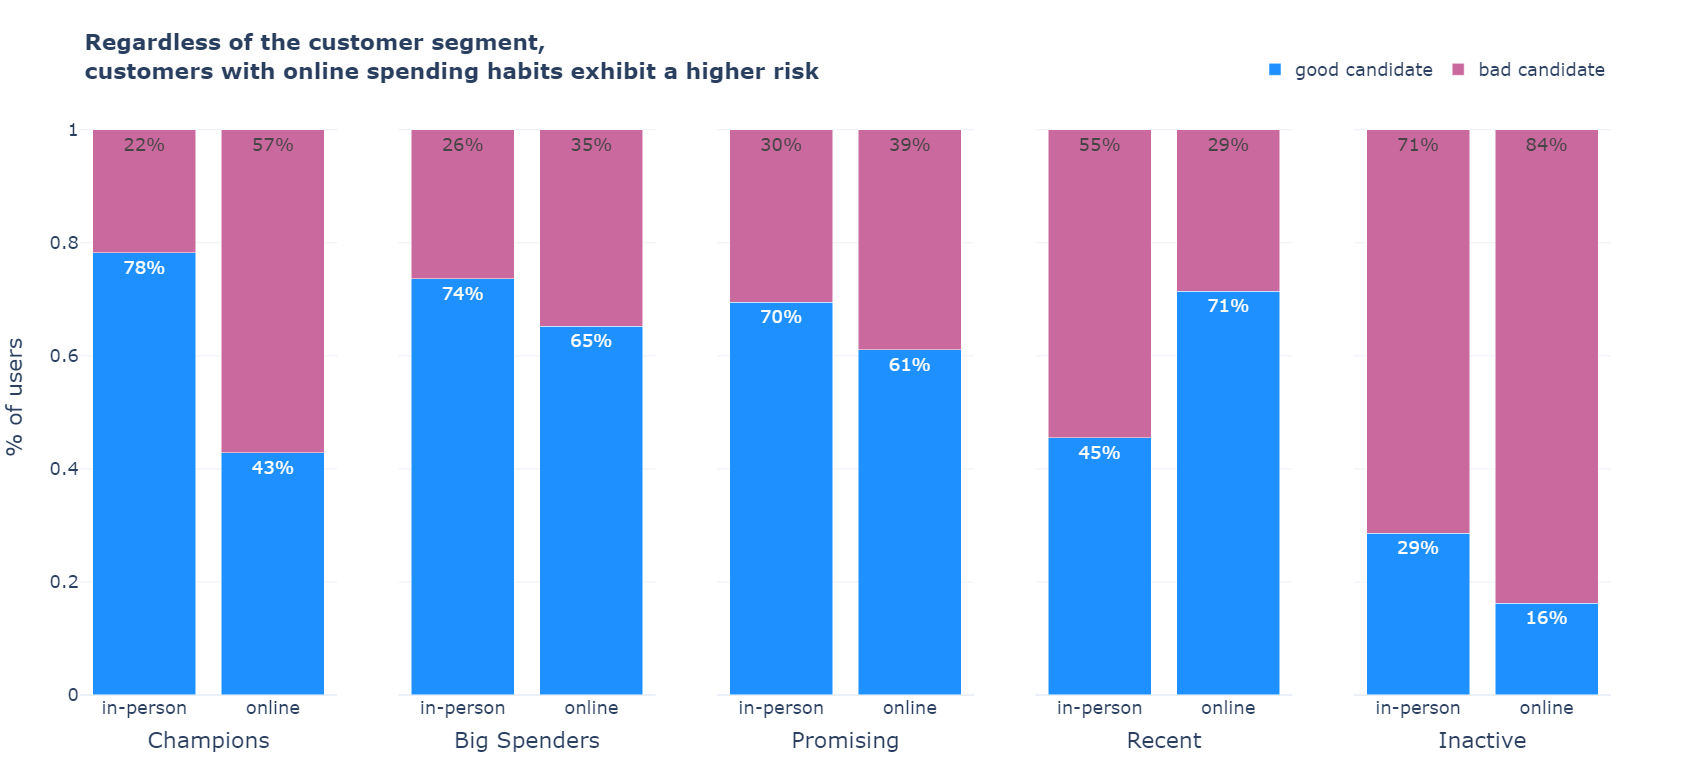 Regardless of the customer segment,
customers with online spending habits exhibit a higher risk
good candidate bad candidate
% of users
1
0.8
0.6
0.4
0.2
0
22% 57% 26% 35% 30% 39% 55% 29% 71% 84%
78% 43% 74% 65% 70% 61% 45% 71% 29% 16%
in-person online in-person online in-person online in-person online in-person online
Champions Big Spenders Promising Recent Inactive